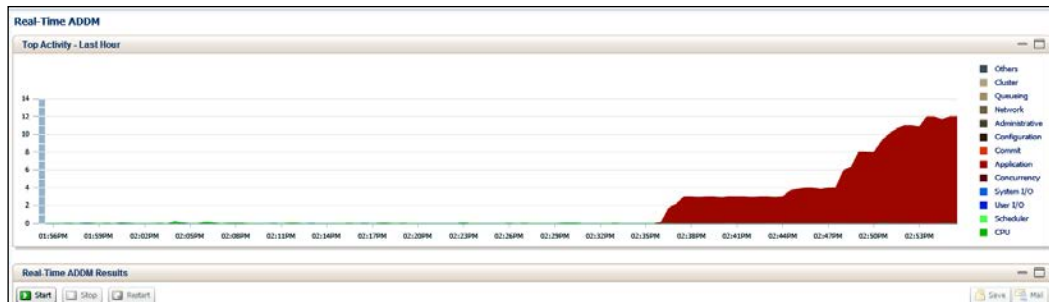 Real-Time ADDM
Top Activity - Last Hour
Others
Cluster
Queueing
Network
Administrative
Configuration
Commit
Application
Concurrency
System I/O
User I/O
Scheduler
CPU
14
12
10
8
6
4
2
0
01:56PM 01:59PM 02:02PM 02:05PM 02:08PM 02:11PM 02:14PM 02:17PM 02:20PM 02:23PM 02:26PM 02:29PM 02:32PM 02:35PM 02:38PM 02:41PM 02:44PM 02:47PM 02:50PM 02:53PM
Real-Time ADDM Results
Start Stop Restart Save Mail